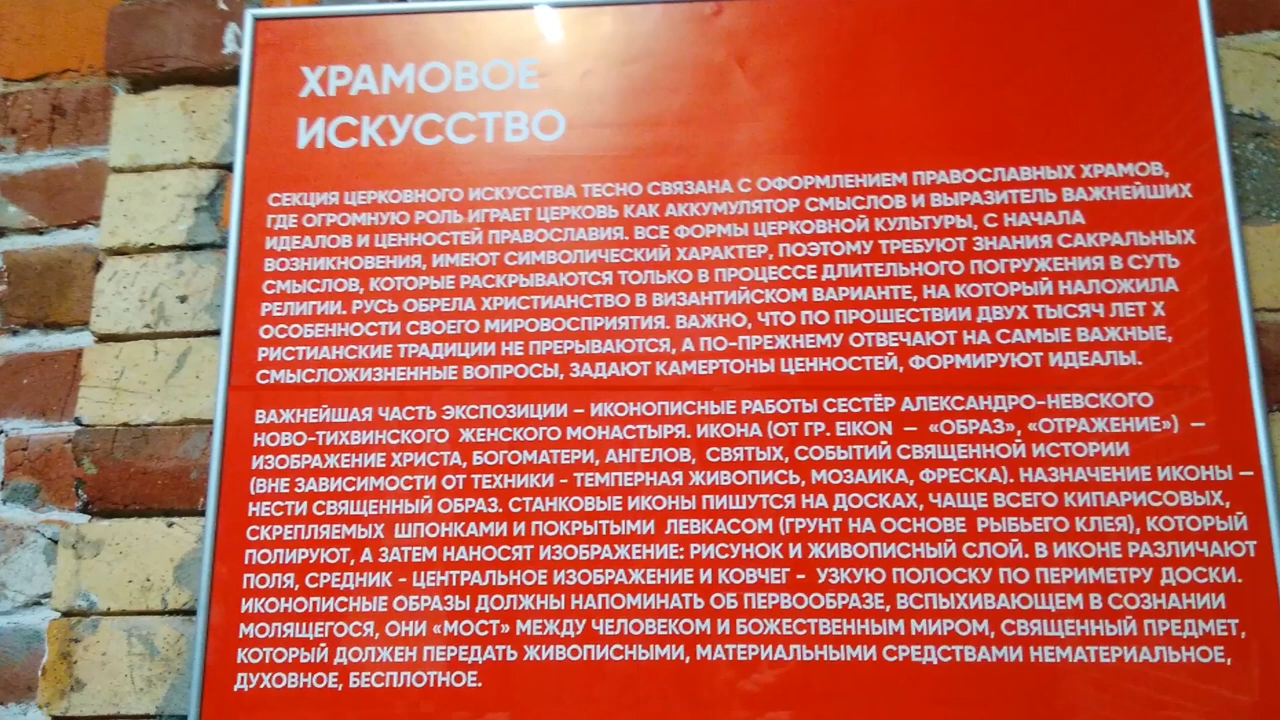 ХРАМОВОЕ
ИСКУССТВО
СЕКЦИЯ ЦЕРКОВНОГО ИСКУССТВА ТЕСНО СВЯЗАНА С ОФОРМЛЕНИЕМ ПРАВОСЛАВНЫХ ХРАМОВ,
ГДЕ ОГРОМНУЮ РОЛЬ ИГРАЕТ ЦЕРКОВЬ КАК АККУМУЛЯТОР СМЫСЛОВ И ВЫРАЗИТЕЛЬ ВАЖНЕЙШИХ
ИДЕАЛОВ И ЦЕННОСТЕЙ ПРАВОСЛАВИЯ. ВСЕ ФОРМЫ ЦЕРКОВНОЙ КУЛЬТУРЫ, С НАЧАЛА
ВОЗНИКНОВЕНИЯ, ИМЕЮТ СИМВОЛИЧЕСКИЙ ХАРАКТЕР, ПОЭТОМУ ТРЕБУЮТ ЗНАНИЯ САКРАЛЬНЫХ
СМЫСЛОВ, КОТОРЫЕ РАСКРЫВАЮТСЯ ТОЛЬКО В ПРОЦЕССЕ ДЛИТЕЛЬНОГО ПОГРУЖЕНИЯ В СУТЬ
РЕЛИГИИ. РУСЬ ОБРЕЛА ХРИСТИАНСТВО В ВИЗАНТИЙСКОМ ВАРИАНТЕ, НА КОТОРЫЙ НАЛОЖИЛА
ОСОБЕННОСТИ СВОЕГО МИРОВОСПРИЯТИЯ. ВАЖНО, ЧТО ПО ПРОШЕСТВИИ ДВУХ ТЫСЯЧ ЛЕТ Х
РИСТИАНСКИЕ ТРАДИЦИИ НЕ ПРЕРЫВАЮТСЯ, А ПО-ПРЕЖНЕМУ ОТВЕЧАЮТ НА САМЫЕ ВАЖНЫЕ,
СМЫСЛОЖИЗНЕННЫЕ ВОПРОСЫ, ЗАДАЮТ КАМЕРТОНЫ ЦЕННОСТЕЙ, ФОРМИРУЮТ ИДЕАЛЫ.
ВАЖНЕЙШАЯ ЧАСТЬ ЭКСПОЗИЦИИ – ИКОНОПИСНЫЕ РАБОТЫ СЕСТЁР АЛЕКСАНДРО-НЕВСКОГО
НОВО-ТИХВИНСКОГО ЖЕНСКОГО МОНАСТЫРЯ. ИКОНА (ОТ ГР. EIKON — «ОБРАЗ», «ОТРАЖЕНИЕ») —
ИЗОБРАЖЕНИЕ ХРИСТА, БОГОМАТЕРИ, АНГЕЛОВ, СВЯТЫХ, СОБЫТИЙ СВЯЩЕННОЙ ИСТОРИИ
(ВНЕ ЗАВИСИМОСТИ ОТ ТЕХНИКИ - ТЕМПЕРНАЯ ЖИВОПИСЬ, МОЗАИКА, ФРЕСКА). НАЗНАЧЕНИЕ ИКОНЫ —
НЕСТИ СВЯЩЕННЫЙ ОБРАЗ. СТАНКОВЫЕ ИКОНЫ ПИШУТСЯ НА ДОСКАХ, ЧАЩЕ ВСЕГО КИПАРИСОВЫХ,
СКРЕПЛЯЕМЫХ ШПОНКАМИ И ПОКРЫТЫМИ ЛЕВКАСОМ (ГРУНТ НА ОСНОВЕ РЫБЬЕГО КЛЕЯ), КОТОРЫЙ
ПОЛИРУЮТ, А ЗАТЕМ НАНОСЯТ ИЗОБРАЖЕНИЕ: РИСУНОК И ЖИВОПИСНЫЙ СЛОЙ. В ИКОНЕ РАЗЛИЧАЮТ
ПОЛЯ, СРЕДНИК - ЦЕНТРАЛЬНОЕ ИЗОБРАЖЕНИЕ И КОВЧЕГ - УЗКУЮ ПОЛОСКУ ПО ПЕРИМЕТРУ ДОСКИ.
ИКОНОПИСНЫЕ ОБРАЗЫ ДОЛЖНЫ НАПОМИНАТЬ ОБ ПЕРВООБРАЗЕ, ВСПЫХИВАЮЩЕМ В СОЗНАНИИ
МОЛЯЩЕГОСЯ, ОНИ «МОСТ» МЕЖДУ ЧЕЛОВЕКОМ И БОЖЕСТВЕННЫМ МИРОМ, СВЯЩЕННЫЙ ПРЕДМЕТ,
КОТОРЫЙ ДОЛЖЕН ПЕРЕДАТЬ ЖИВОПИСНЫМИ, МАТЕРИАЛЬНЫМИ СРЕДСТВАМИ НЕМАТЕРИАЛЬНОЕ,
ДУХОВНОЕ, БЕСПЛОТНОЕ.